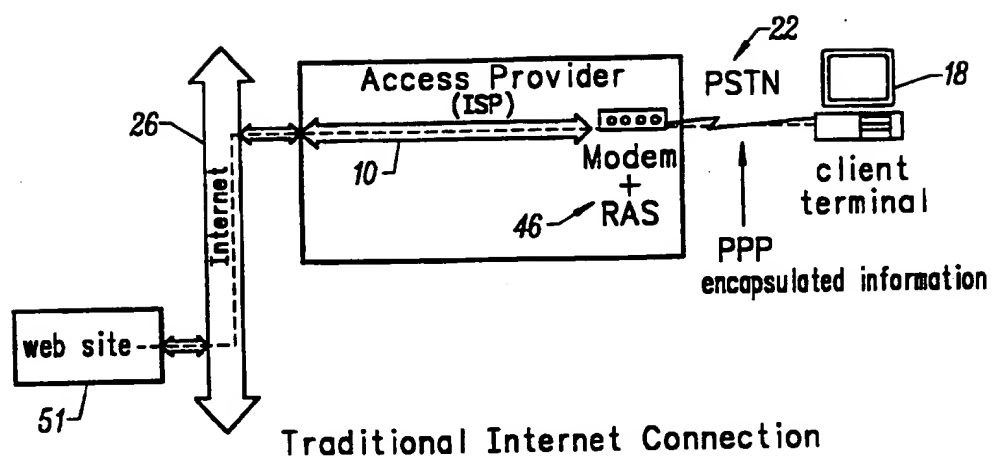 22
Access Provider
(ISP)
PSTN
18
26
10
Modem
+
RAS
46
client
terminal
Internet
PPP
encapsulated information
web site
51
Traditional Internet Connection